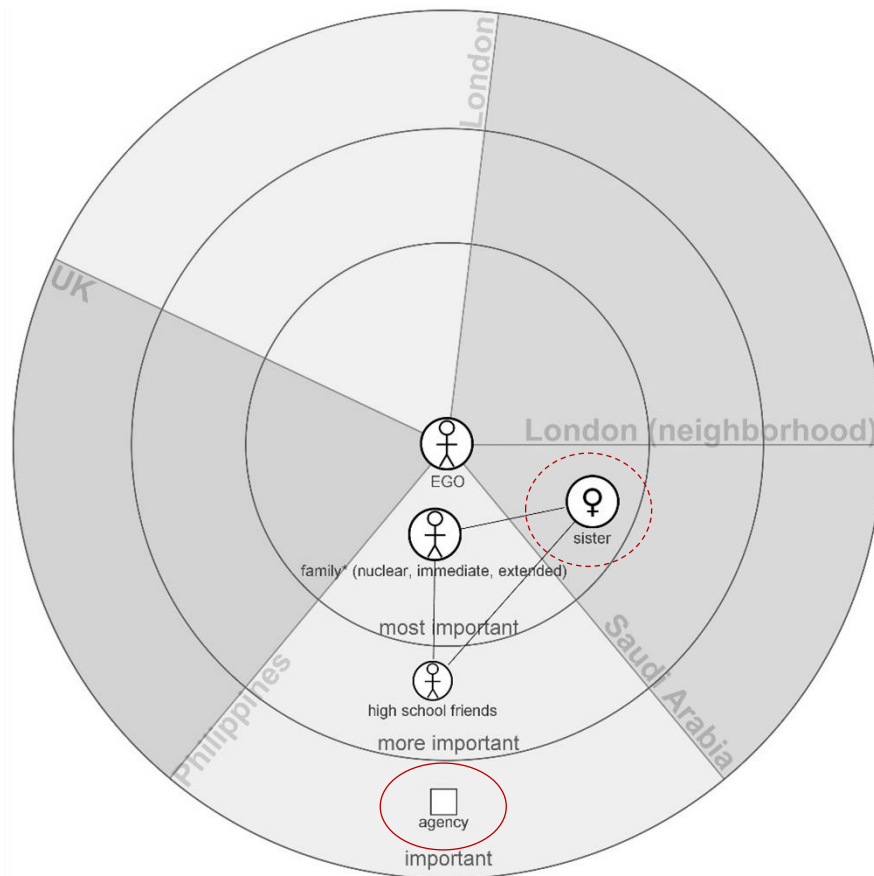 London
UK
London (neighborhood)
EGO
sister
family* (nuclear, immediate, extended)
most important
Saudi Arabia
Philippines
high school friends
more important
agency
important